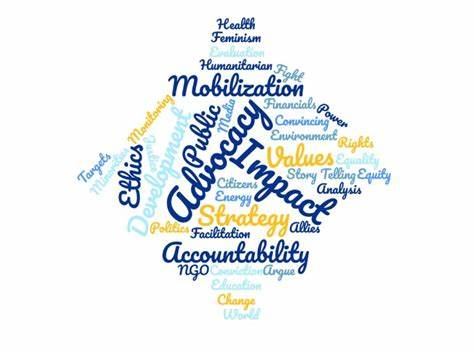 Health
Feminism
Evaluation
Humanitarian
Fight
Mobilization
Financials
Power
Convincing
Environment
Media
Public
Monitoring
Development
Ethics
Minorities
Targets
Advocacy
Impact
Values
Rights
Equality
Story Telling
Equity
Analysis
Citizens
Energy
Strategy
Politics
Facilitation
Allies
Accountability
NGO
Conviction
Argue
Education
Change
World